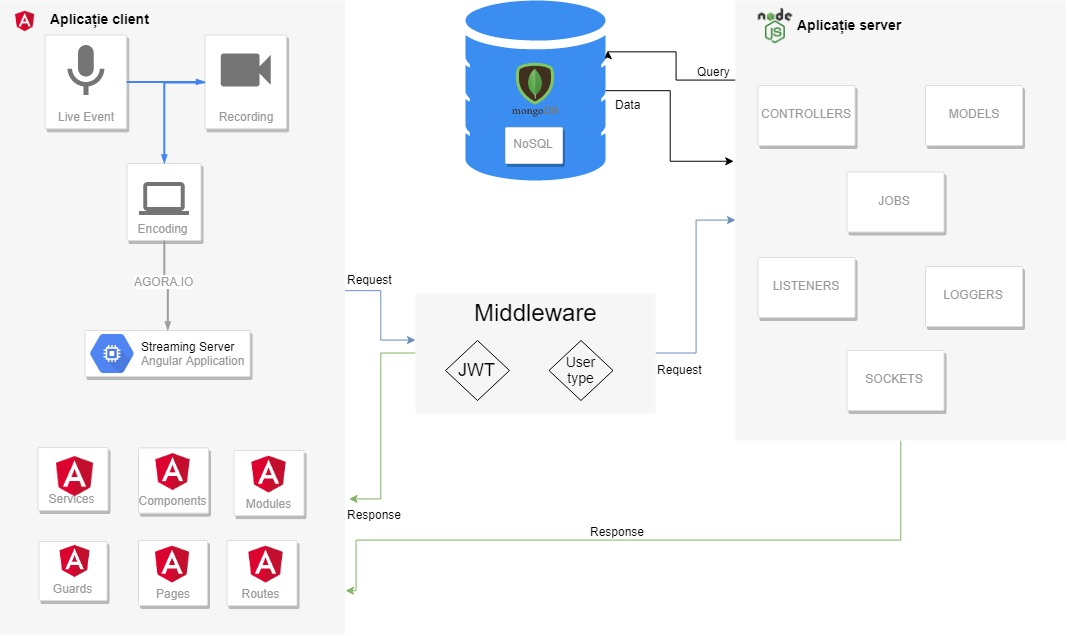 Aplicație client
Live Event
Recording
Encoding
AGORA.IO
Streaming Server
Angular Application
Services
Components
Modules
Guards
Pages
Routes
mongoDB
NoSQL
Query
Data
Request
Middleware
JWT
User
type
Request
Response
Response
node
JS
Aplicație server
CONTROLLERS
MODELS
JOBS
LISTENERS
LOGGERS
SOCKETS